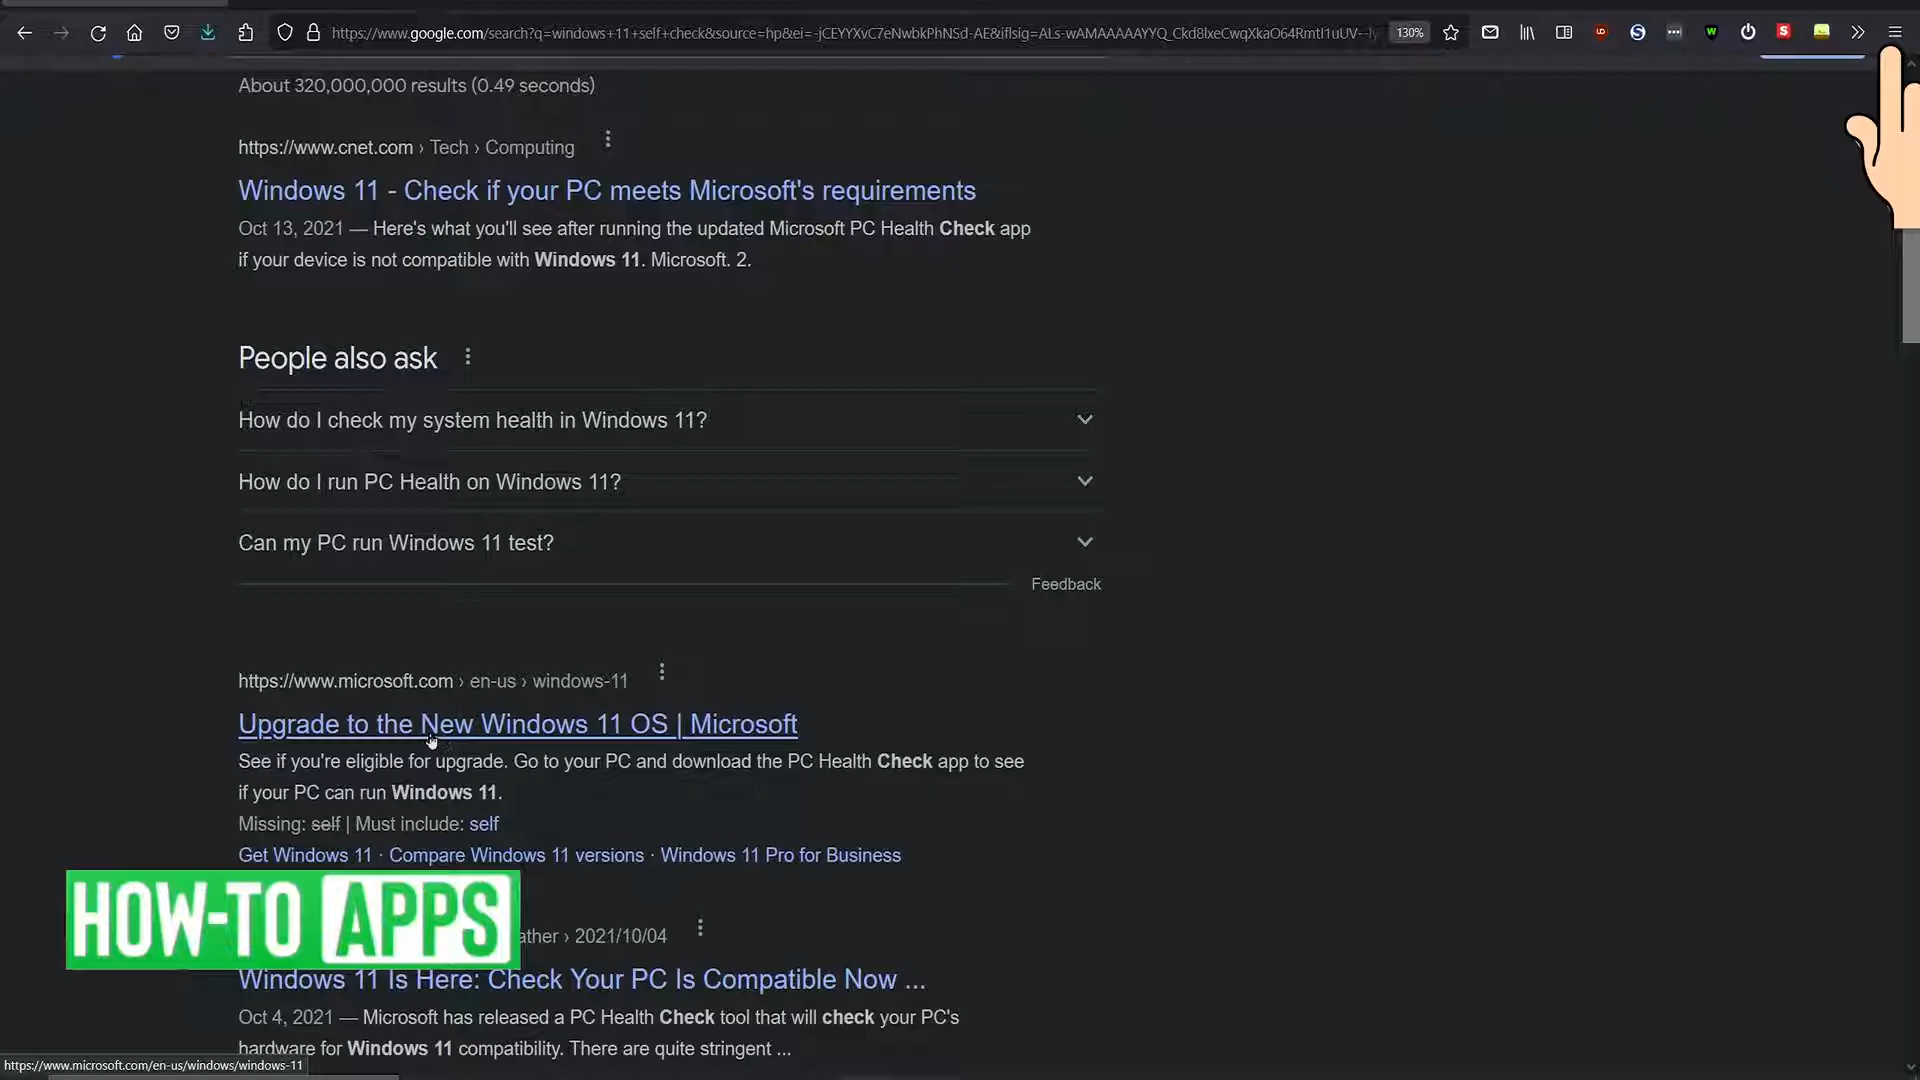 https://www.google.com/search?q=windows+11+self+check&source=hp&ei=-jCEYYXvC7eNwbkPhNSd-AE&iflsig=ALs-wAMAAAAAYYQ_Ckd8lxeCwqXkaO64RmtI1uUV--
130%
About 320,000,000 results (0.49 seconds)
https://www.cnet.com › Tech › Computing
Windows 11 - Check if your PC meets Microsoft's requirements
Oct 13, 2021 — Here's what you'll see after running the updated Microsoft PC Health Check app
if your device is not compatible with Windows 11. Microsoft. 2.
People also ask
How do I check my system health in Windows 11?
How do I run PC Health on Windows 11?
Can my PC run Windows 11 test?
Feedback
https://www.microsoft.com › en-us › windows-11
Upgrade to the New Windows 11 OS | Microsoft
See if you're eligible for upgrade. Go to your PC and download the PC Health Check app to see
if your PC can run Windows 11.
Missing: self | Must include: self
Get Windows 11 · Compare Windows 11 versions · Windows 11 Pro for Business
HOW-TO APPS
ather › 2021/10/04
Windows 11 Is Here: Check Your PC Is Compatible Now ...
Oct 4, 2021 — Microsoft has released a PC Health Check tool that will check your PC's
hardware for Windows 11 compatibility. There are quite stringent ...
https://www.microsoft.com/en-us/windows/windows-11